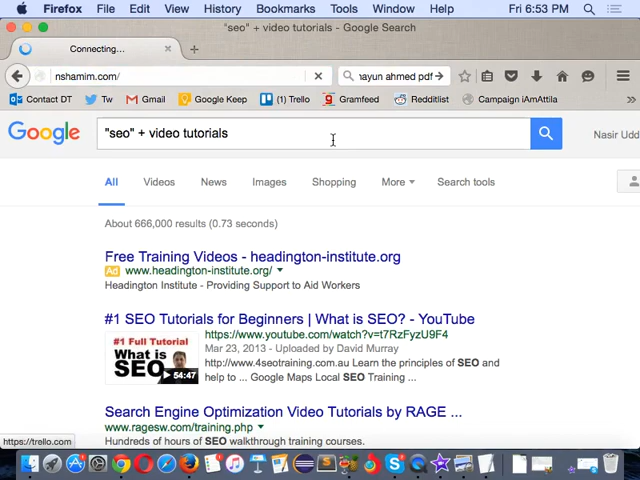 Firefox File Edit View History Bookmarks Tools Window Help Fri 6:53 PM
"seo" + video tutorials - Google Search
Connecting...
nshamim.com/
ıayun ahmed pdf
Contact DT Trello Gmail Google Keep (1) Trello Gramfeed Redditlist Campaign iAmAttila
Google "seo" + video tutorials Nasir Udd
All Videos News Images Shopping More Search tools
About 666,000 results (0.73 seconds)
Free Training Videos - headington-institute.org
Ad www.headington-institute.org/
Headington Institute - Providing Support to Aid Workers
#1 SEO Tutorials for Beginners | What is SEO? - YouTube
#1 Full Tutorial
What is
SEO
54:47
https://www.youtube.com/watch?v=t7RzFyzU9F4
Mar 23, 2013 - Uploaded by David Murray
http://www.4seotraining.com.au Learn the principles of SEO and
help to ... Google Maps Local SEO Training ...
Search Engine Optimization Video Tutorials by RAGE ...
www.ragesw.com/training.php
Hundreds of hours of SEO walkthrough training courses.
https://trello.com